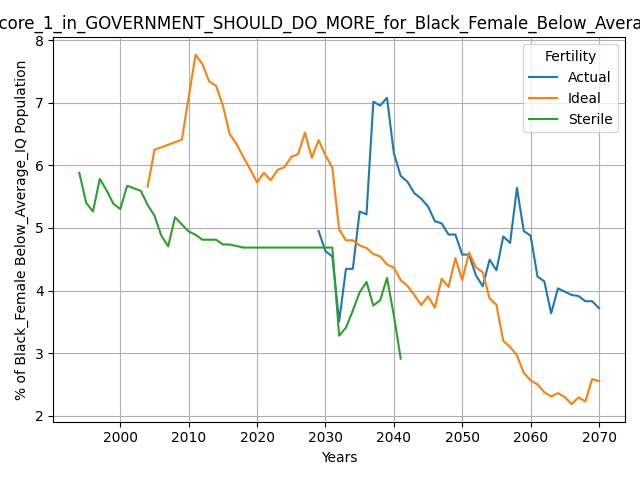 core_1_in_GOVERNMENT_SHOULD_DO_MORE_for_Black_Female_Below_Avera
8
7
6
5
4
3
2
% of Black_Female Below_Average_IQ Population
Fertility
Actual
Ideal
Sterile
2000 2010 2020 2030 2040 2050 2060 2070
Years